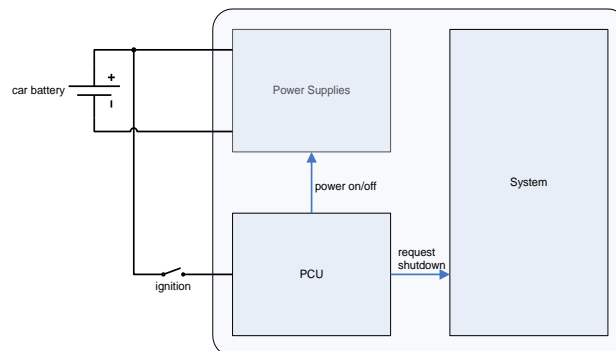 car battery
+
Power Supplies
power on/off
System
ignition
PCU
request
shutdown